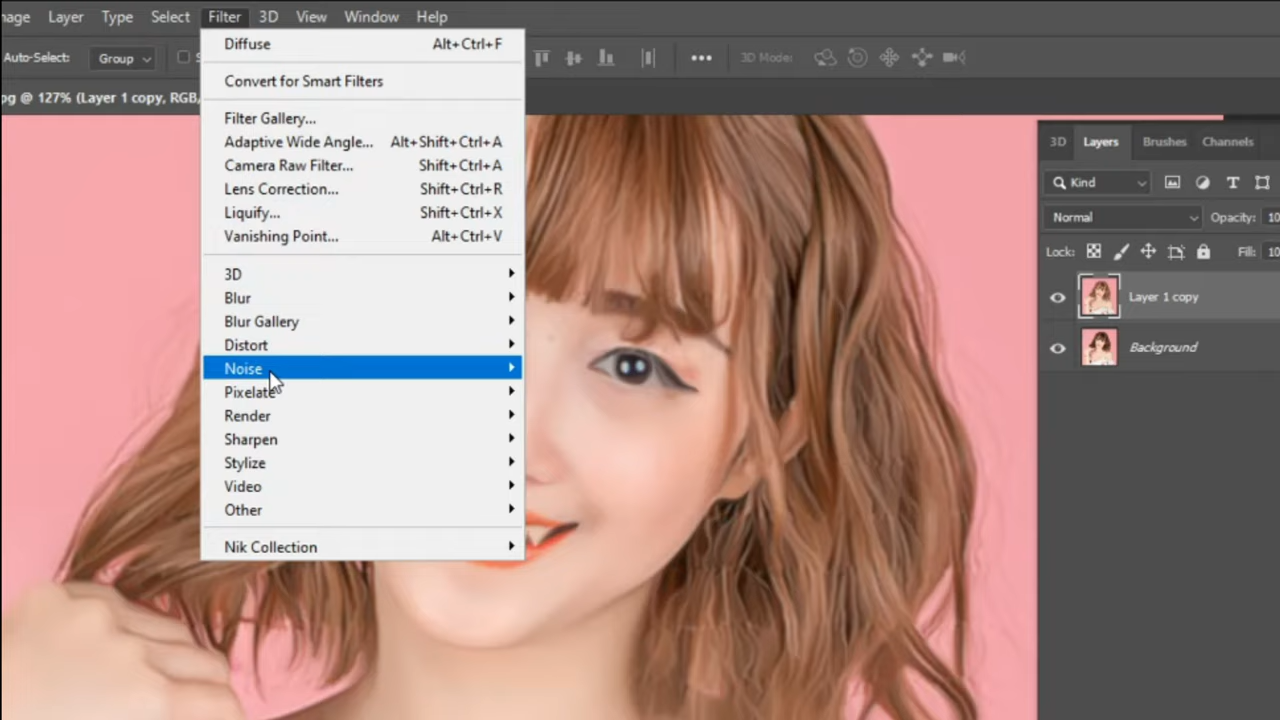 mage Layer Type Select Filter 3D View Window Help
Auto-Select: Group S 3D Mode:
pg @ 127% (Layer 1 copy, RGB/
Diffuse Alt+Ctrl+F
Convert for Smart Filters
Filter Gallery...
Adaptive Wide Angle... Alt+Shift+Ctrl+A
Camera Raw Filter... Shift+Ctrl+A
Lens Correction... Shift+Ctrl+R
Liquify... Shift+Ctrl+X
Vanishing Point... Alt+Ctrl+V
3D
Blur
Blur Gallery
Distort
Noise
Pixelate
Render
Sharpen
Stylize
Video
Other
Nik Collection
3D Layers Brushes Channels
Kind
Normal Opacity: 10
Lock: Fill: 10
Layer 1 copy
Background